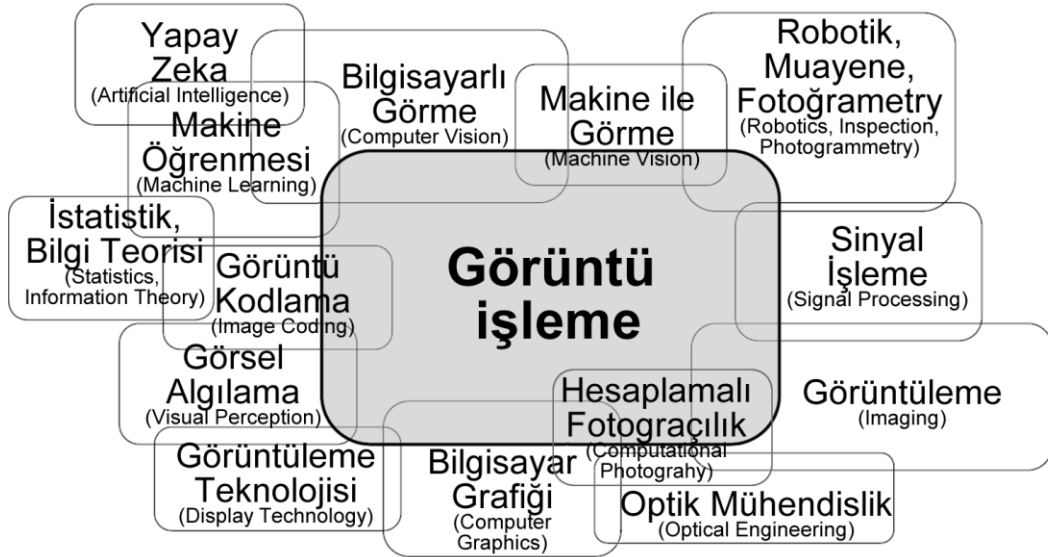 Yapay
Zeka
(Artificial Intelligence)
Bilgisayarlı
Görme
(Computer Vision)
Makine ile
Görme
(Machine Vision)
Robotik,
Muayene,
Fotoğrametry
(Robotics, Inspection,
Photogrammetry)
Makine
Öğrenmesi
(Machine Learning)
İstatistik,
Bilgi Teorisi
(Statistics,
Information Theory)
Görüntü
Kodlama
(Image Coding)
Görüntü
işleme
Sinyal
İşleme
(Signal Processing)
Görsel
Algılama
(Visual Perception)
Hesaplamalı
Fotograçılık
(Computational
Photograhy)
Görüntüleme
(Imaging)
Görüntüleme
Teknolojisi
(Display Technology)
Bilgisayar
Grafiği
(Computer
Graphics)
Optik Mühendislik
(Optical Engineering)